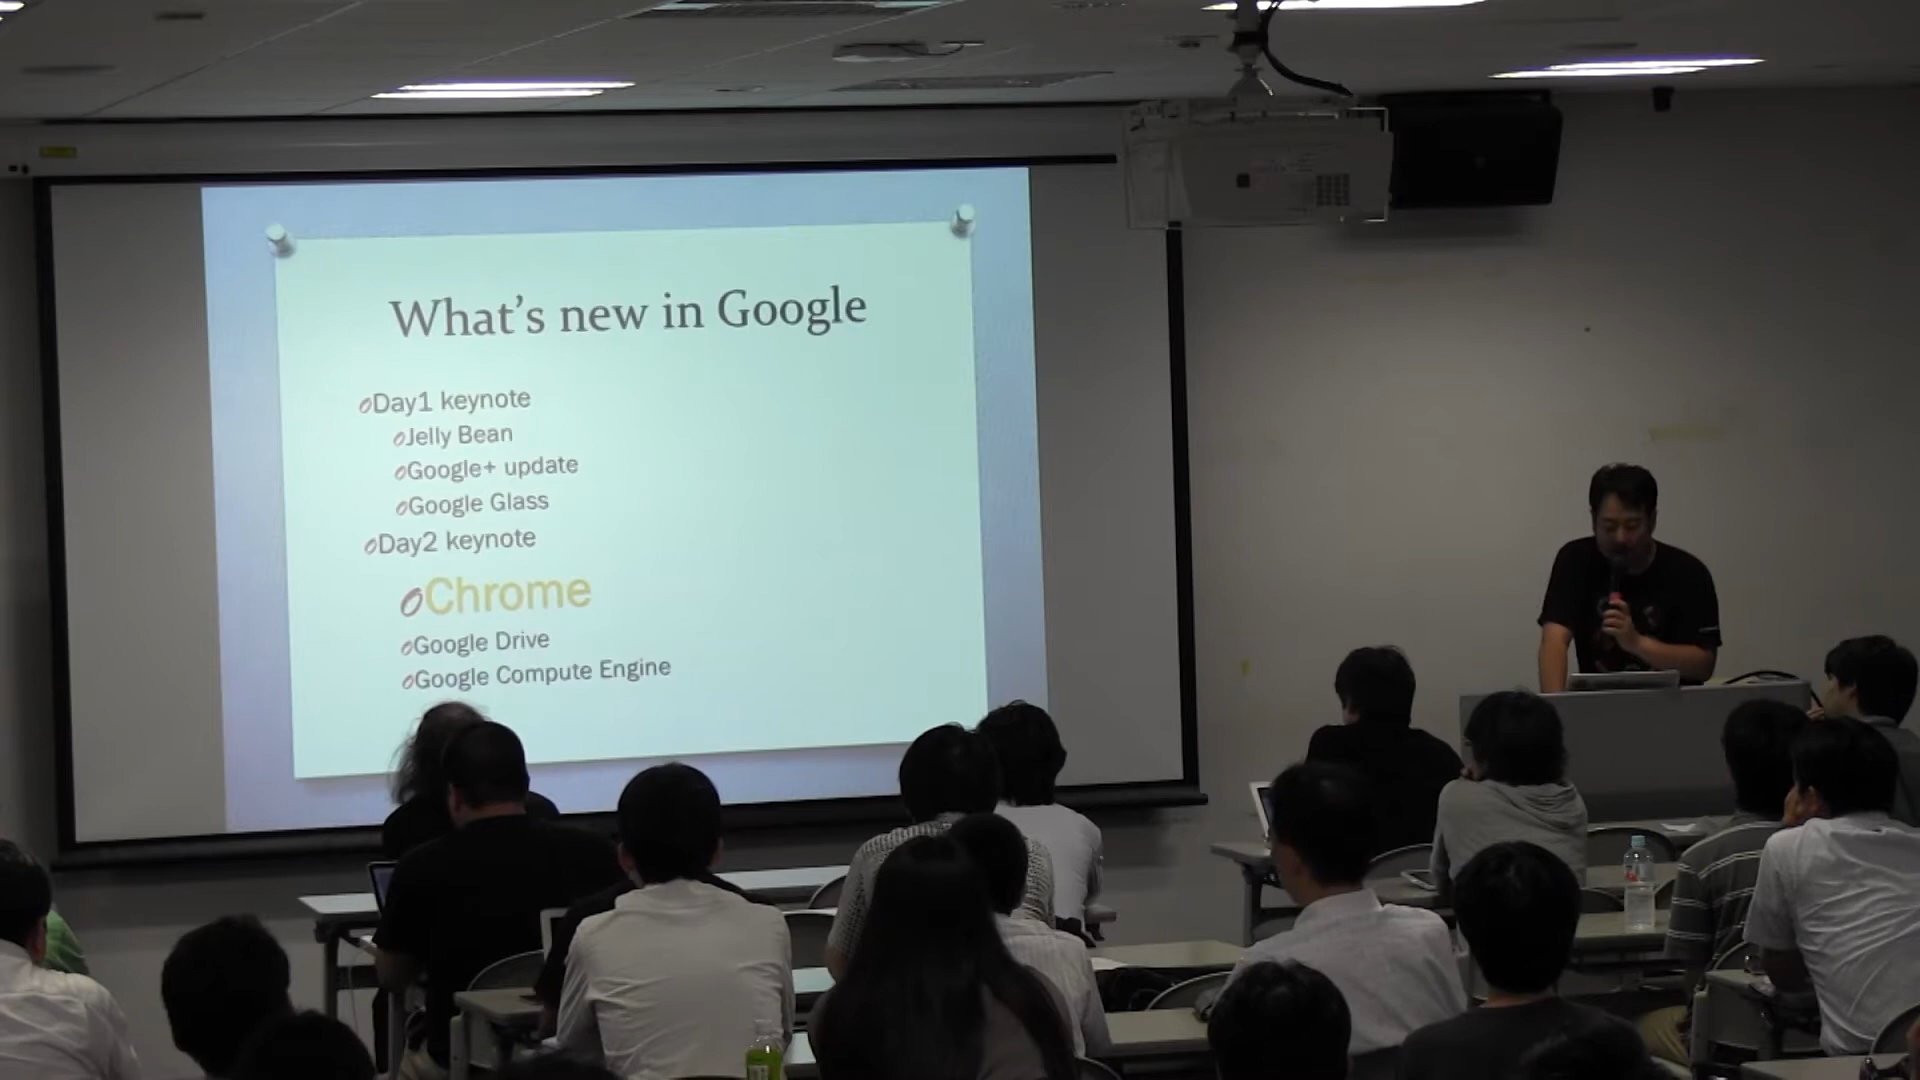 What's new in Google
Day1 keynote
Jelly Bean
Google+ update
Google Glass
Day2 keynote
Chrome
Google Drive
Google Compute Engine